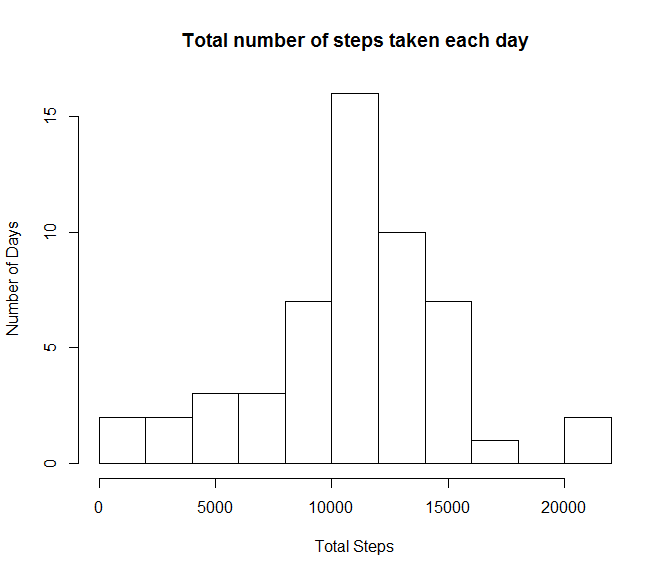 Total number of steps taken each day
15
10
5
0
Number of Days
0 5000 10000 15000 20000
Total Steps